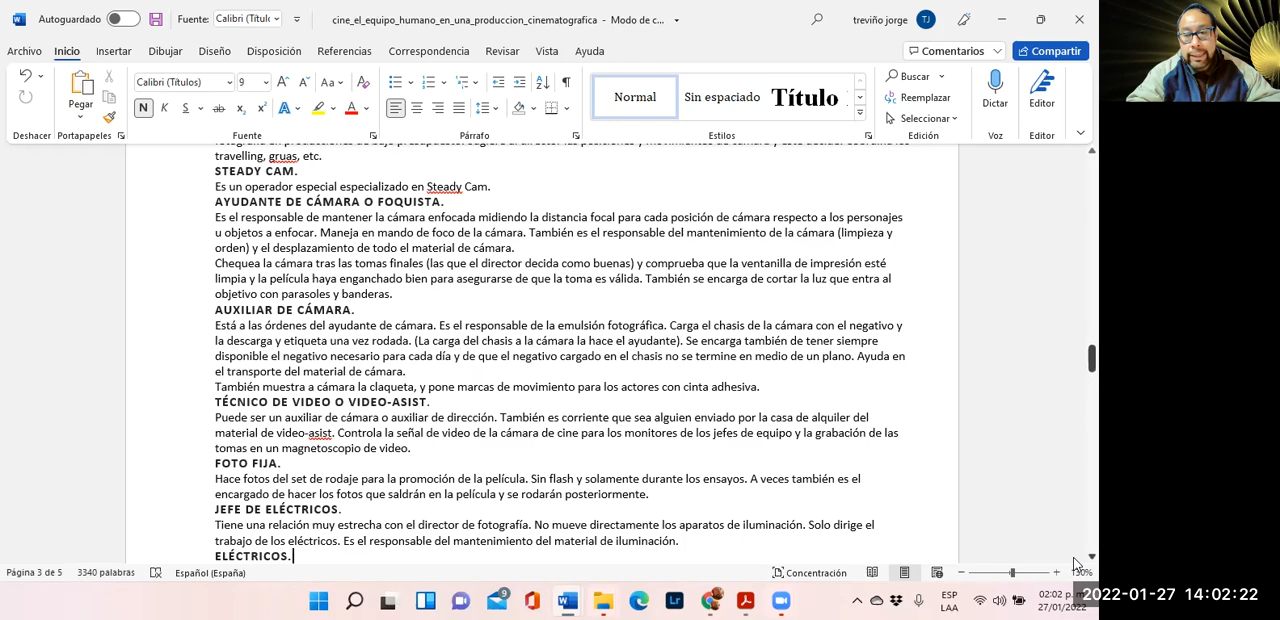 Autoguardado
Fuente: Calibri (Títulc
cine_el_equipo_humano_en_una_produccion_cinematografica - Modo de c...
treviño jorge TJ
Archivo Inicio Insertar Dibujar Diseño Disposición Referencias Correspondencia Revisar Vista Ayuda
Comentarios Compartir
Calibri (Títulos) 9 Aa
Pegar
N K S ab x₂ x² A A
Normal Sin espaciado Título
Buscar
Reemplazar
Seleccionar
Dictar Editor
Deshacer Portapapeles Fuente Párrafo Estilos Edición Voz Editor
travelling, gruas, etc.
STEADY CAM.
Es un operador especial especializado en Steady Cam.
AYUDANTE DE CÁMARA O FOQUISTA.
Es el responsable de mantener la cámara enfocada midiendo la distancia focal para cada posición de cámara respecto a los personajes
u objetos a enfocar. Maneja en mando de foco de la cámara. También es el responsable del mantenimiento de la cámara (limpieza y
orden) y el desplazamiento de todo el material de cámara.
Chequea la cámara tras las tomas finales (las que el director decida como buenas) y comprueba que la ventanilla de impresión esté
limpia y la película haya enganchado bien para asegurarse de que la toma es válida. También se encarga de cortar la luz que entra al
objetivo con parasoles y banderas.
AUXILIAR DE CÁMARA.
Está a las órdenes del ayudante de cámara. Es el responsable de la emulsión fotográfica. Carga el chasis de la cámara con el negativo y
la descarga y etiqueta una vez rodada. (La carga del chasis a la cámara la hace el ayudante). Se encarga también de tener siempre
disponible el negativo necesario para cada día y de que el negativo cargado en el chasis no se termine en medio de un plano. Ayuda en
el transporte del material de cámara.
También muestra a cámara la claqueta, y pone marcas de movimiento para los actores con cinta adhesiva.
TÉCNICO DE VIDEO O VIDEO-ASIST.
Puede ser un auxiliar de cámara o auxiliar de dirección. También es corriente que sea alguien enviado por la casa de alquiler del
material de video-asist. Controla la señal de video de la cámara de cine para los monitores de los jefes de equipo y la grabación de las
tomas en un magnetoscopio de video.
FOTO FIJA.
Hace fotos del set de rodaje para la promoción de la película. Sin flash y solamente durante los ensayos. A veces también es el
encargado de hacer los fotos que saldrán en la película y se rodarán posteriormente.
JEFE DE ELÉCTRICOS.
Tiene una relación muy estrecha con el director de fotografía. No mueve directamente los aparatos de iluminación. Solo dirige el
trabajo de los eléctricos. Es el responsable del mantenimiento del material de iluminación.
ELÉCTRICOS.
Página 3 de 5 3340 palabras Español (España) Concentración
ESP
LAA
02:02 p. m.
27/01/2022
2022-01-27 14:02:22